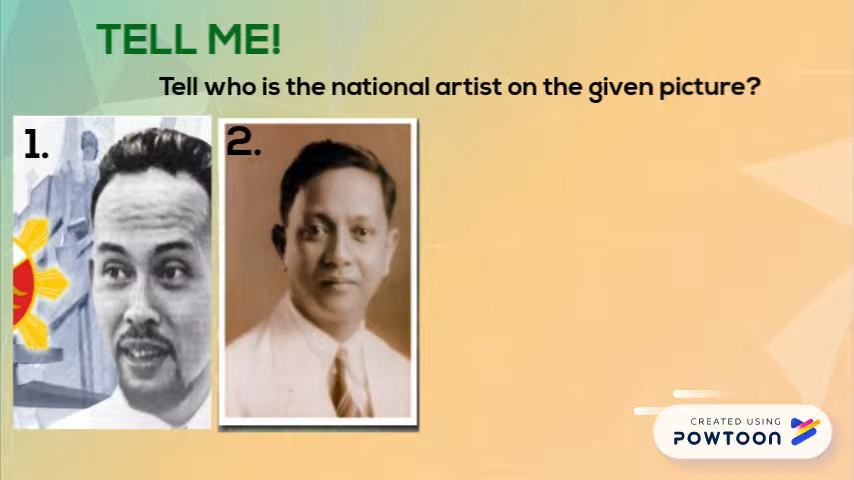 TELL ME!
Tell who is the national artist on the given picture?
1.
2.
CREATED USING
POWTOON